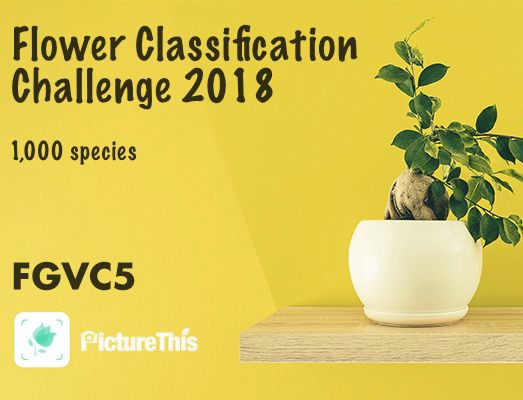 Flower Classification
Challenge 2018
1,000 species
FGVC5
PictureThis